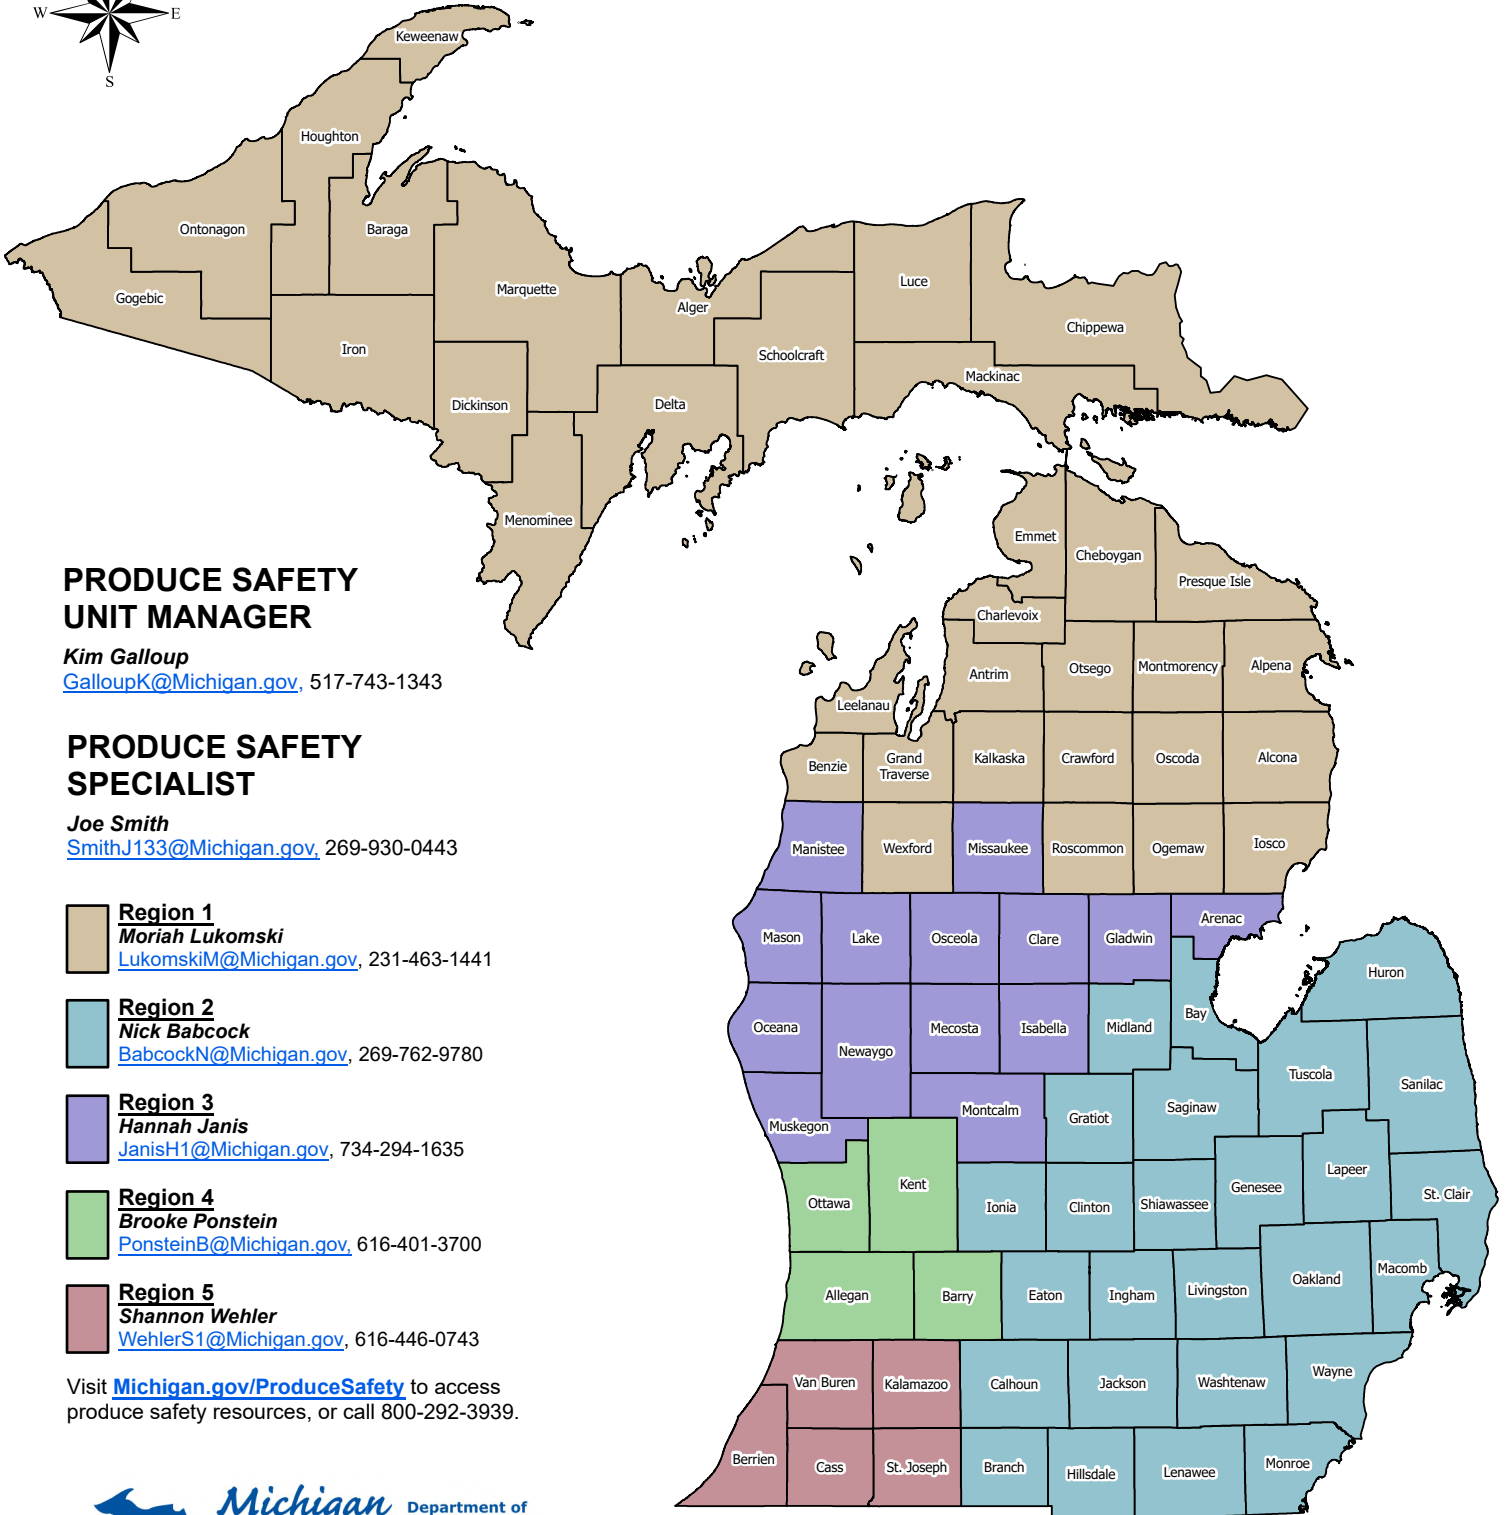 W E
S
Keweenaw
Houghton
Ontonagon
Baraga
Gogebic
Marquette
Alger
Luce
Chippewa
Iron
Schoolcraft
Mackinac
Dickinson
Delta
Menominee
Emmet
Cheboygan
Presque Isle
Charlevoix
Antrim
Otsego
Montmorency
Alpena
Leelanau
Benzie
Grand
Traverse
Kalkaska
Crawford
Oscoda
Alcona
Manistee
Wexford
Missaukee
Roscommon
Ogemaw
Iosco
Mason
Lake
Osceola
Clare
Gladwin
Arenac
Huron
Oceana
Newaygo
Mecosta
Isabella
Midland
Bay
Tuscola
Sanilac
Muskegon
Montcalm
Gratiot
Saginaw
Ottawa
Kent
Ionia
Clinton
Shiawassee
Genesee
Lapeer
St. Clair
Allegan
Barry
Eaton
Ingham
Livingston
Oakland
Macomb
Van Buren
Kalamazoo
Calhoun
Jackson
Washtenaw
Wayne
Berrien
Cass
St. Joseph
Branch
Hillsdale
Lenawee
Monroe
PRODUCE SAFETY
UNIT MANAGER
Kim Galloup
GalloupK@Michigan.gov, 517-743-1343
PRODUCE SAFETY
SPECIALIST
Joe Smith
SmithJ133@Michigan.gov, 269-930-0443
Region 1
Moriah Lukomski
LukomskiM@Michigan.gov, 231-463-1441
Region 2
Nick Babcock
BabcockN@Michigan.gov, 269-762-9780
Region 3
Hannah Janis
JanisH1@Michigan.gov, 734-294-1635
Region 4
Brooke Ponstein
PonsteinB@Michigan.gov, 616-401-3700
Region 5
Shannon Wehler
WehlerS1@Michigan.gov, 616-446-0743
Visit Michigan.gov/ProduceSafety to access
produce safety resources, or call 800-292-3939.
Michigan Department of